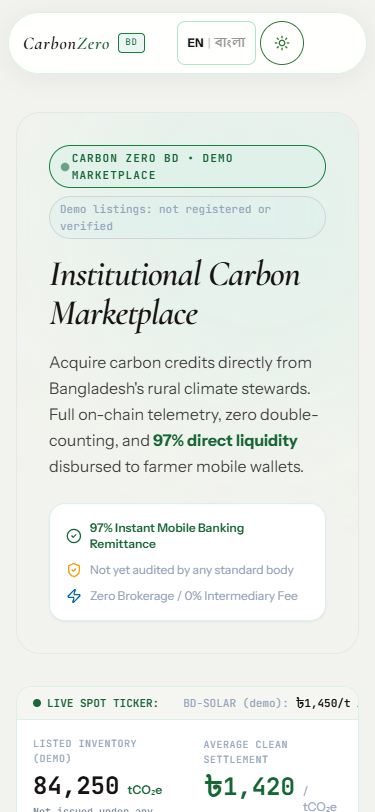 CarbonZero BD EN | বাংলা
CARBON ZERO BD • DEMO
MARKETPLACE
Demo listings: not registered or
verified
Institutional Carbon
Marketplace
Acquire carbon credits directly from
Bangladesh's rural climate stewards.
Full on-chain telemetry, zero double-
counting, and 97% direct liquidity
disbursed to farmer mobile wallets.
97% Instant Mobile Banking
Remittance
Not yet audited by any standard body
Zero Brokerage / 0% Intermediary Fee
LIVE SPOT TICKER: BD-SOLAR (demo): ৳1,450/t
LISTED INVENTORY
(DEMO)
84,250 tCO₂e
Not issued under any
AVERAGE CLEAN
SETTLEMENT
৳1,420 /
tCO₂e